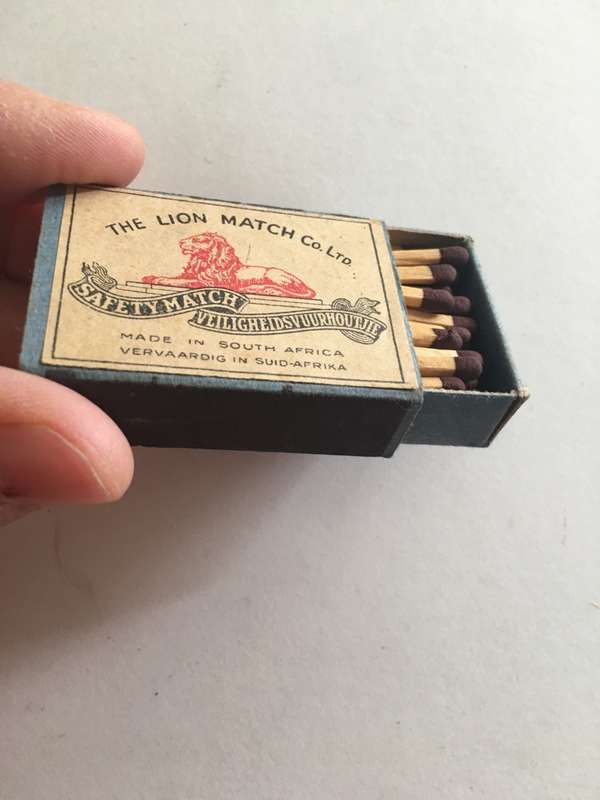 THE LION MATCH CO. LTD.
SAFETY MATCH
VEILIGHEIDSVUURHOUTJIE
MADE IN SOUTH AFRICA
VERVAARDIG IN SUID-AFRIKA